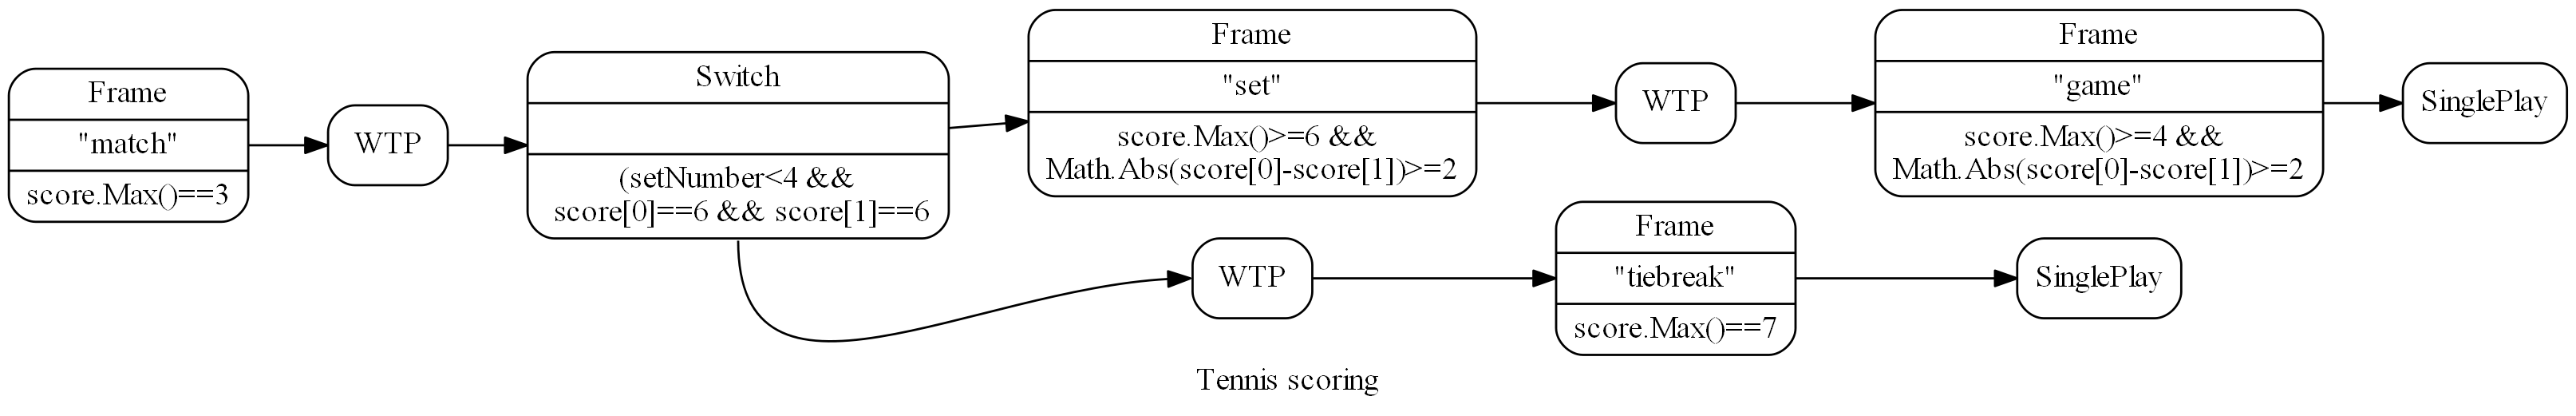 Frame
"match"
score.Max()==3
WTP
Switch
(setNumber<4 &&
score[0]==6 && score[1]==6
Frame
"set"
score.Max()>=6 &&
Math.Abs(score[0]-score[1])>=2
WTP
Frame
"game"
score.Max()>=4 &&
Math.Abs(score[0]-score[1])>=2
SinglePlay
WTP
Frame
"tiebreak"
score.Max()==7
SinglePlay
Tennis scoring